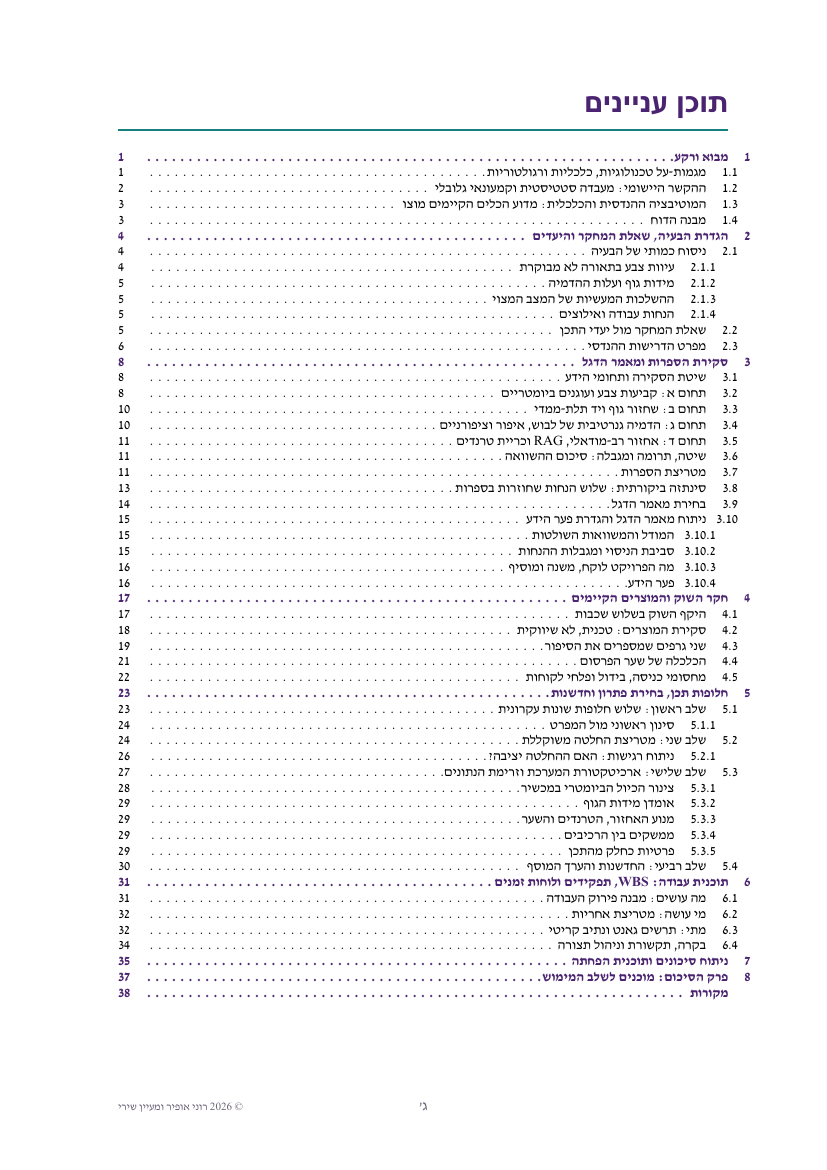 תוכן עניינים
1 מבוא ורקע 1
1.1 מגמות-על טכנולוגיות, כלכליות ורגולטוריות 1
1.2 ההקשר היישומי: מעבדה סטטיסטית וקמעונאי גלובלי 2
1.3 המוטיבציה ההנדסית והכלכלית: מדוע הכלים הקיימים מוצו 3
1.4 מבנה הדוח 3
2 הגדרת הבעיה, שאלת המחקר והיעדים 4
2.1 ניסוח כמותי של הבעיה 4
2.1.1 עיוות צבע בתאורה לא מבוקרת 4
2.1.2 מידות גוף ועלות ההדמיה 5
2.1.3 ההשלכות המעשיות של המצב המצוי 5
2.1.4 הנחות עבודה ואילוצים 5
2.2 שאלת המחקר מול יעדי התכן 5
2.3 מפרט הדרישות ההנדסי 6
3 סקירת הספרות ומאמר הדגל 8
3.1 שיטת הסקירה ותחומי הידע 8
3.2 תחום א: קביעות צבע ועוגנים ביומטריים 8
3.3 תחום ב: שחזור גוף ויד תלת-ממדי 10
3.4 תחום ג: הדמיה גנרטיבית של לבוש, איפור וציפורניים 10
3.5 תחום ד: אחזור רב-מודאלי, RAG וכריית טרנדים 11
3.6 שיטה, תרומה ומגבלה: סיכום ההשוואה 11
3.7 מטריצת הספרות 11
3.8 סינתזה ביקורתית: שלוש הנחות שחוזרות בספרות 13
3.9 בחירת מאמר הדגל 14
3.10 ניתוח מאמר הדגל והגדרת פער הידע 15
3.10.1 המודל והמשוואות השולטות 15
3.10.2 סביבת הניסוי ומגבלות ההנחות 15
3.10.3 מה הפרויקט לוקח, משנה ומוסיף 16
3.10.4 פער הידע 16
4 חקר השוק והמוצרים הקיימים 17
4.1 היקף השוק בשלוש שכבות 17
4.2 סקירת המוצרים: טכנית, לא שיווקית 18
4.3 שני גרפים שמספרים את הסיפור 19
4.4 הכלכלה של שער הפרסום 21
4.5 מחסומי כניסה, בידול ופלחי לקוחות 22
5 חלופות תכן, בחירת פתרון וחדשנות 23
5.1 שלב ראשון: שלוש חלופות שונות עקרונית 23
5.1.1 סינון ראשוני מול המפרט 24
5.2 שלב שני: מטריצת החלטה משוקללת 24
5.2.1 ניתוח רגישות: האם ההחלטה יציבה? 26
5.3 שלב שלישי: ארכיטקטורת המערכת וזרימת הנתונים 27
5.3.1 צינור הכיול הביומטרי במכשיר 28
5.3.2 אומדן מידות הגוף 29
5.3.3 מנוע האחזור, הטרנדים והשער 29
5.3.4 ממשקים בין הרכיבים 29
5.3.5 פרטיות כחלק מהתכן 29
5.4 שלב רביעי: החדשנות והערך המוסף 30
6 תוכנית עבודה: WBS, תפקידים ולוחות זמנים 31
6.1 מה עושים: מבנה פירוק העבודה 31
6.2 מי עושה: מטריצת אחריות 32
6.3 מתי: תרשים גאנט ונתיב קריטי 32
6.4 בקרה, תקשורת וניהול תצורה 34
7 ניתוח סיכונים ותוכנית הפחתה 35
8 פרק הסיכום: מוכנים לשלב המימוש 37
מקורות 38
ג'
© 2026 רוני אופיר ומעיין שירי